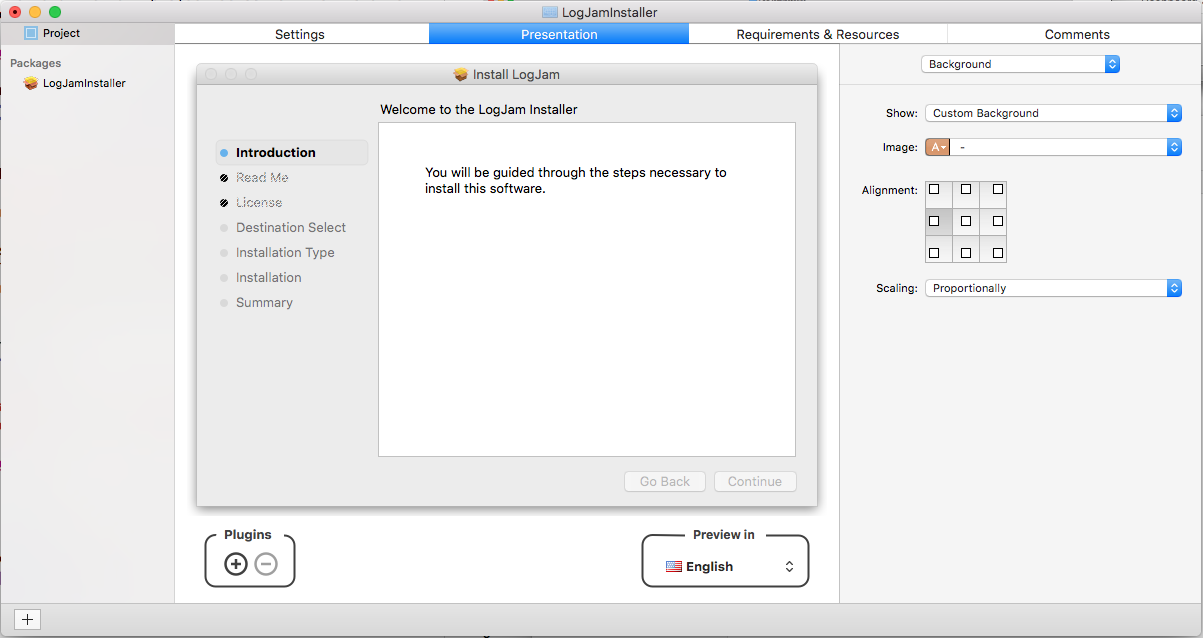 LogJamInstaller
Project
Settings
Presentation
Requirements & Resources
Comments
Packages
LogJamInstaller
Install LogJam
Welcome to the LogJam Installer
Introduction
Read Me
License
Destination Select
Installation Type
Installation
Summary
You will be guided through the steps necessary to
install this software.
Go Back
Continue
Plugins
Preview in
English
Background
Show: Custom Background
Image: A -
Alignment:
Scaling: Proportionally